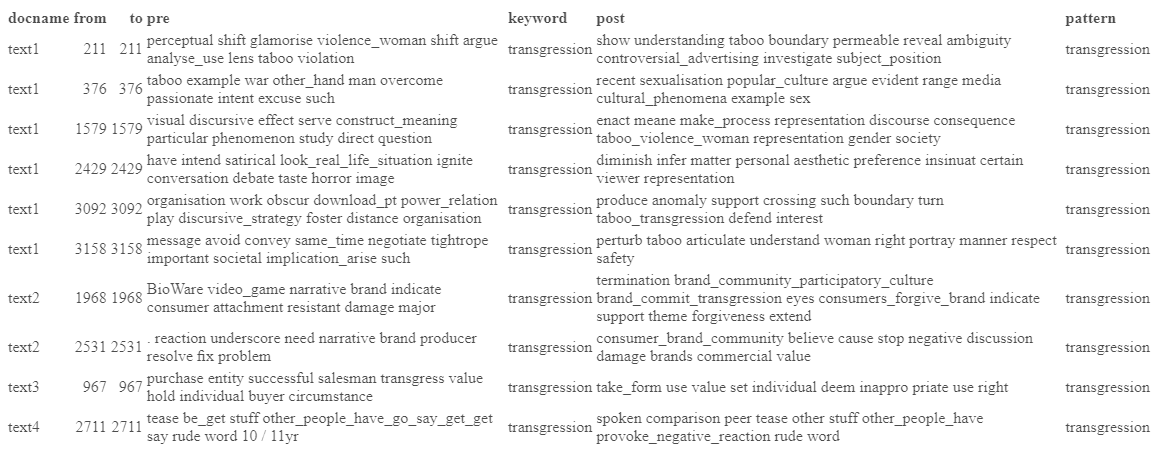 docname from to pre keyword post pattern
text1 211 211 perceptual shift glamorise violence_woman shift argue analyse_use lens taboo violation transgression show understanding taboo boundary permeable reveal ambiguity controversial_advertising investigate subject_position transgression
text1 376 376 taboo example war other_hand man overcome passionate intent excuse such transgression recent sexualisation popular_culture argue evident range media cultural_phenomena example sex transgression
text1 1579 1579 visual discursive effect serve construct_meaning particular phenomenon study direct question transgression enact meane make_process representation discourse consequence taboo_violence_woman representation gender society transgression
text1 2429 2429 have intend satirical look_real_life_situation ignite conversation debate taste horror image transgression diminish infer matter personal aesthetic preference insinuat certain viewer representation transgression
text1 3092 3092 organisation work obscur download_pt power_relation play discursive_strategy foster distance organisation transgression produce anomaly support crossing such boundary turn taboo_transgression defend interest transgression
text1 3158 3158 message avoid convey same_time negotiate tightrope important societal implication_arise such transgression perturb taboo articulate understand woman right portray manner respect safety transgression
text2 1968 1968 BioWare video_game narrative brand indicate consumer attachment resistant damage major transgression termination brand_community_participatory_culture brand_commit_transgression eyes consumers_forgive_brand indicate support theme forgiveness extend transgression
text2 2531 2531 . reaction underscore need narrative brand producer resolve fix problem transgression consumer_brand_community believe cause stop negative discussion damage brands commercial value transgression
text3 967 967 purchase entity successful salesman transgress value hold individual buyer circumstance transgression take_form use value set individual deem inappro priate use right transgression
text4 2711 2711 tease be_get stuff other_people_have_go_say_get_get say rude word 10 / 11yr transgression spoken comparison peer tease other stuff other_people_have provoke_negative_reaction rude word transgression